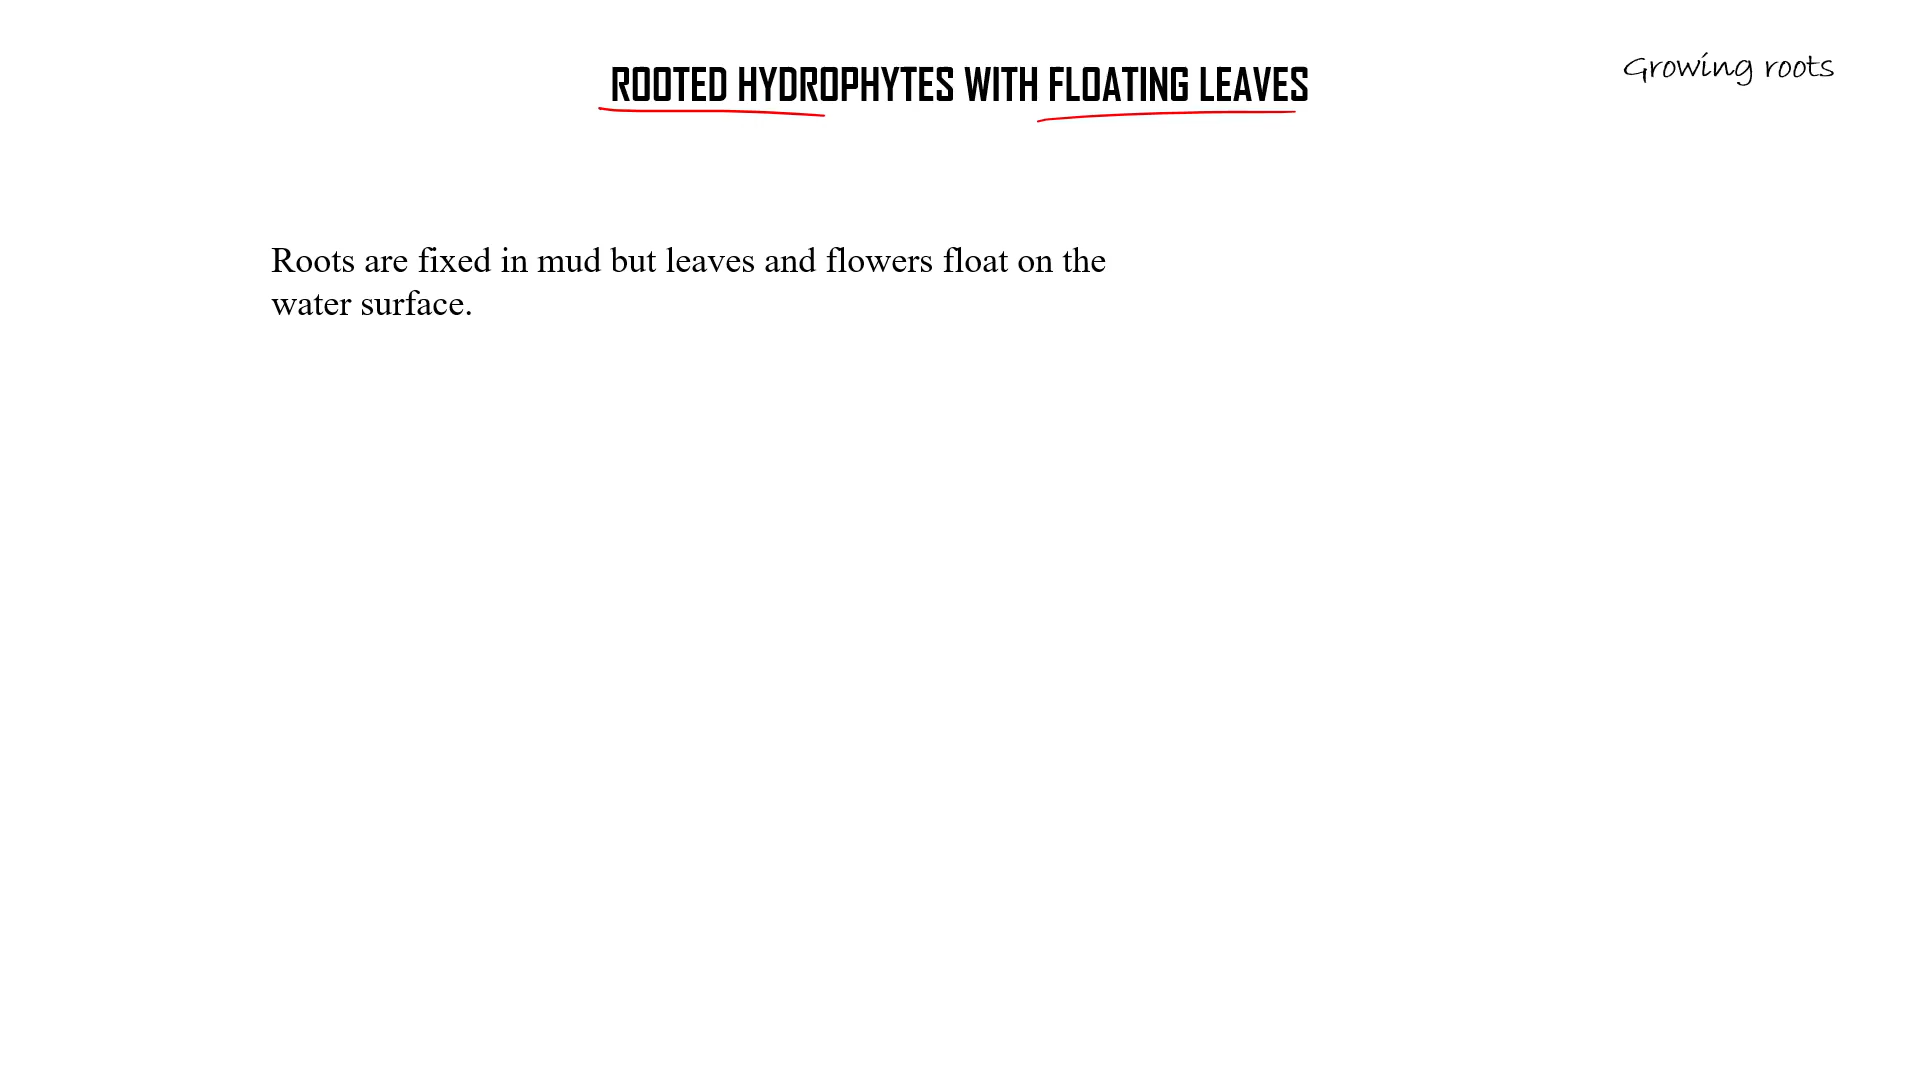 ROOTED HYDROPHYTES WITH FLOATING LEAVES
Growing roots
Roots are fixed in mud but leaves and flowers float on the
water surface.